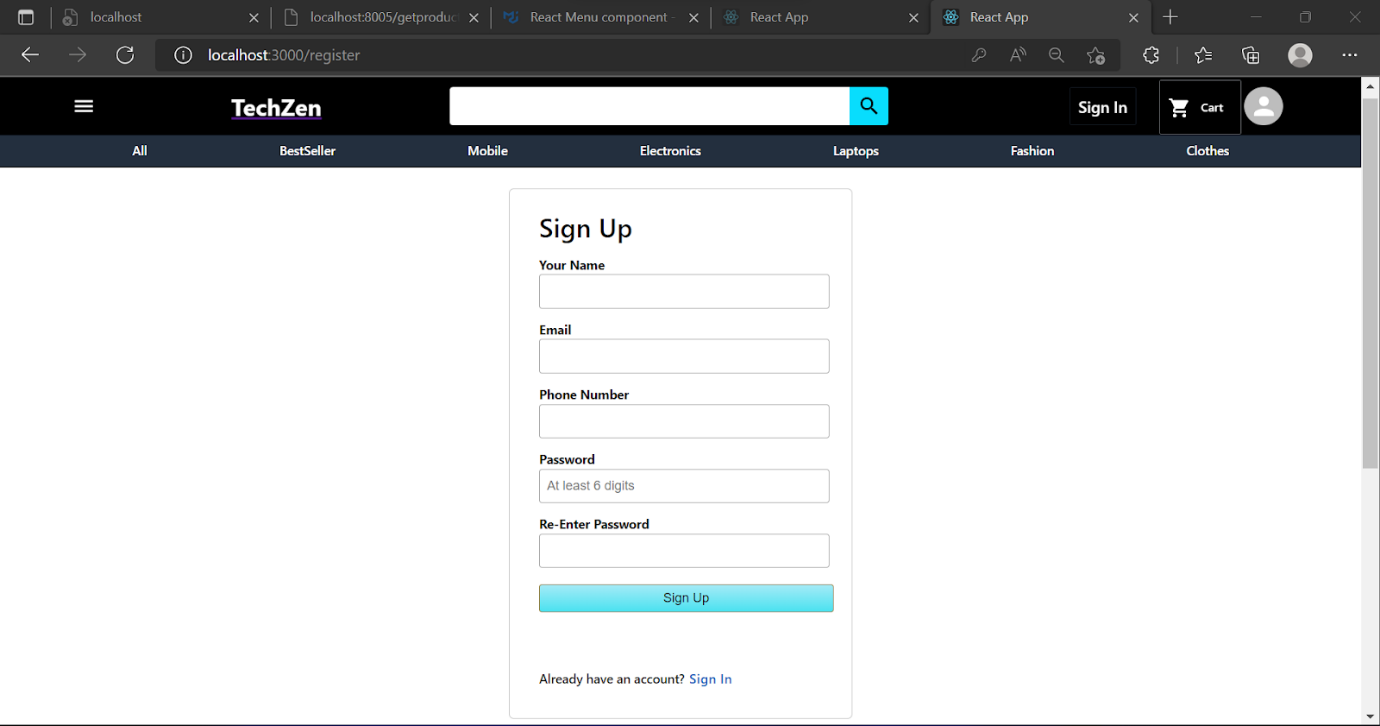 localhost
localhost:8005/getproduc
React Menu component -
React App
React App
localhost:3000/register
TechZen
Sign In
Cart
All
BestSeller
Mobile
Electronics
Laptops
Fashion
Clothes
Sign Up
Your Name
Email
Phone Number
Password
At least 6 digits
Re-Enter Password
Sign Up
Already have an account? Sign In